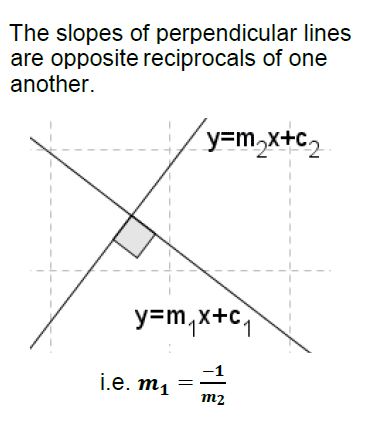 The slopes of perpendicular lines
are opposite reciprocals of one
another.
y=m₂x+c₂
y=m₁x+c₁
i.e. m₁ = −1/m₂